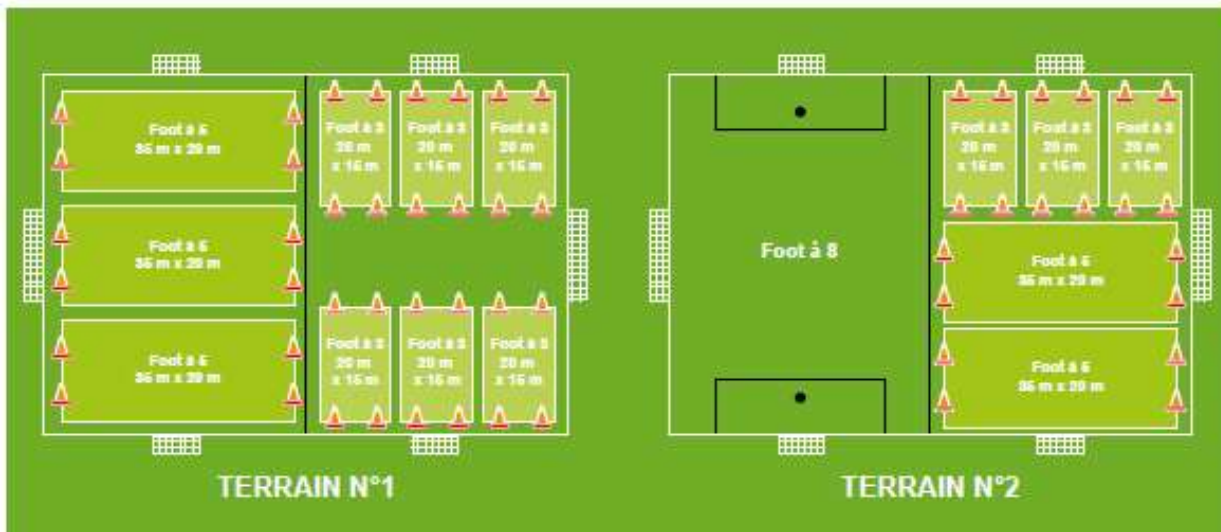 Foot à 5
35 m x 20 m
Foot à 5
35 m x 20 m
Foot à 5
35 m x 20 m
Foot à 3
20 m
x 15 m
Foot à 3
20 m
x 15 m
Foot à 3
20 m
x 15 m
Foot à 3
20 m
x 15 m
Foot à 3
20 m
x 15 m
Foot à 3
20 m
x 15 m
TERRAIN N°1
Foot à 8
Foot à 3
20 m
x 15 m
Foot à 3
20 m
x 15 m
Foot à 3
20 m
x 15 m
Foot à 5
35 m x 20 m
Foot à 5
35 m x 20 m
TERRAIN N°2